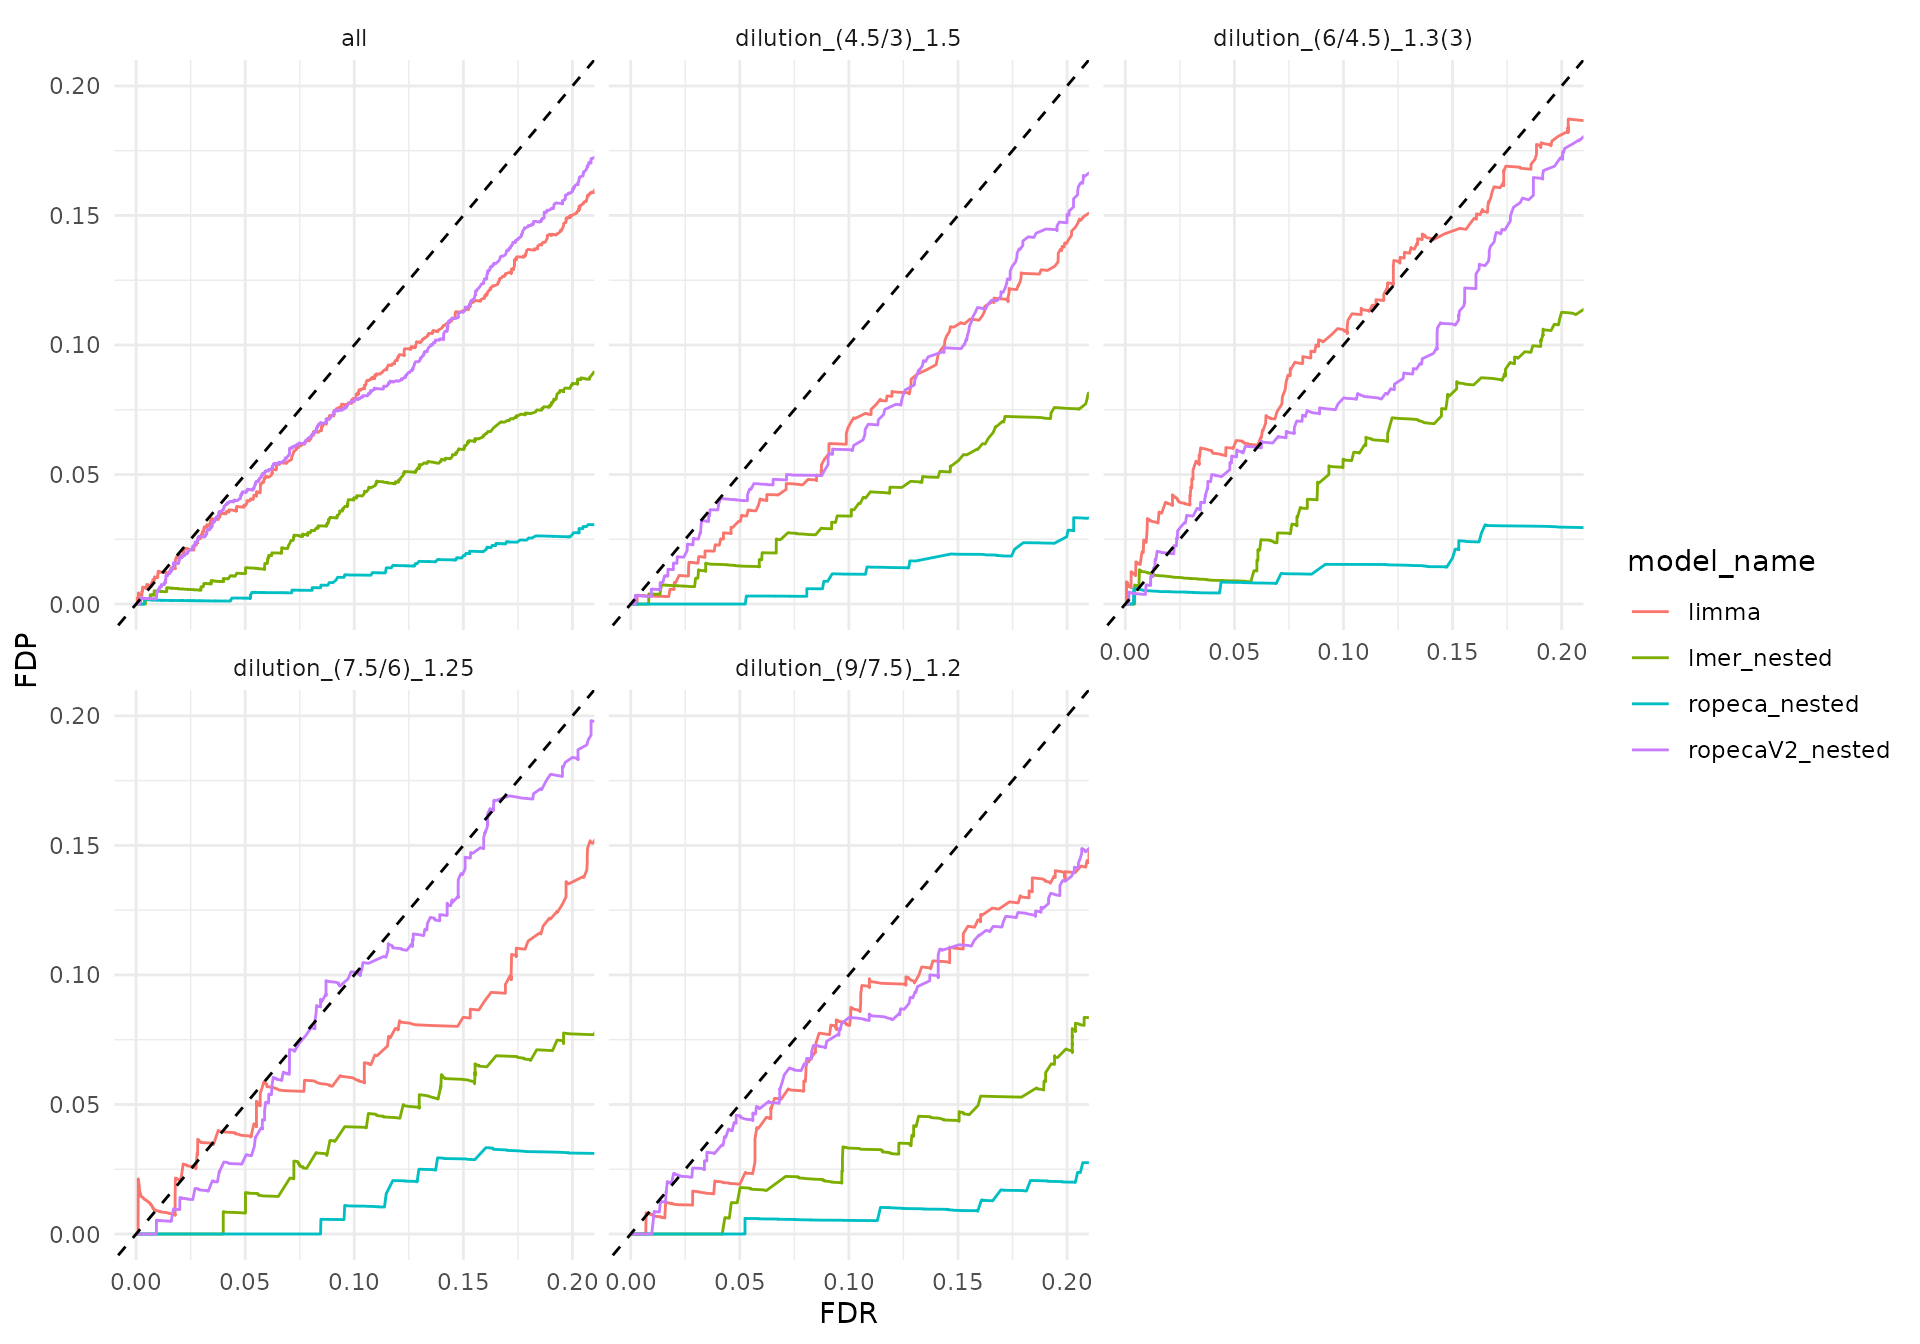 all
dilution_(4.5/3)_1.5
dilution_(6/4.5)_1.3(3)
0.20
0.15
0.10
0.05
0.00
0.00 0.05 0.10 0.15 0.20
dilution_(7.5/6)_1.25
dilution_(9/7.5)_1.2
0.20
0.15
0.10
0.05
0.00
0.00 0.05 0.10 0.15 0.20
0.00 0.05 0.10 0.15 0.20
FDP
FDR
model_name
limma
lmer_nested
ropeca_nested
ropecaV2_nested